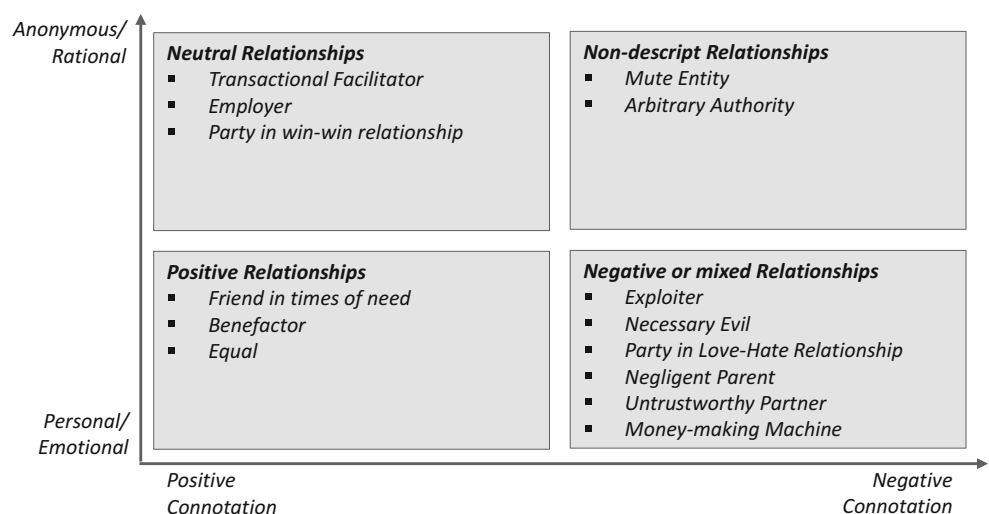 Anonymous/
Rational
Neutral Relationships
▪ Transactional Facilitator
▪ Employer
▪ Party in win-win relationship
Non-descript Relationships
▪ Mute Entity
▪ Arbitrary Authority
Positive Relationships
▪ Friend in times of need
▪ Benefactor
▪ Equal
Negative or mixed Relationships
▪ Exploiter
▪ Necessary Evil
▪ Party in Love-Hate Relationship
▪ Negligent Parent
▪ Untrustworthy Partner
▪ Money-making Machine
Personal/
Emotional
Positive
Connotation
Negative
Connotation